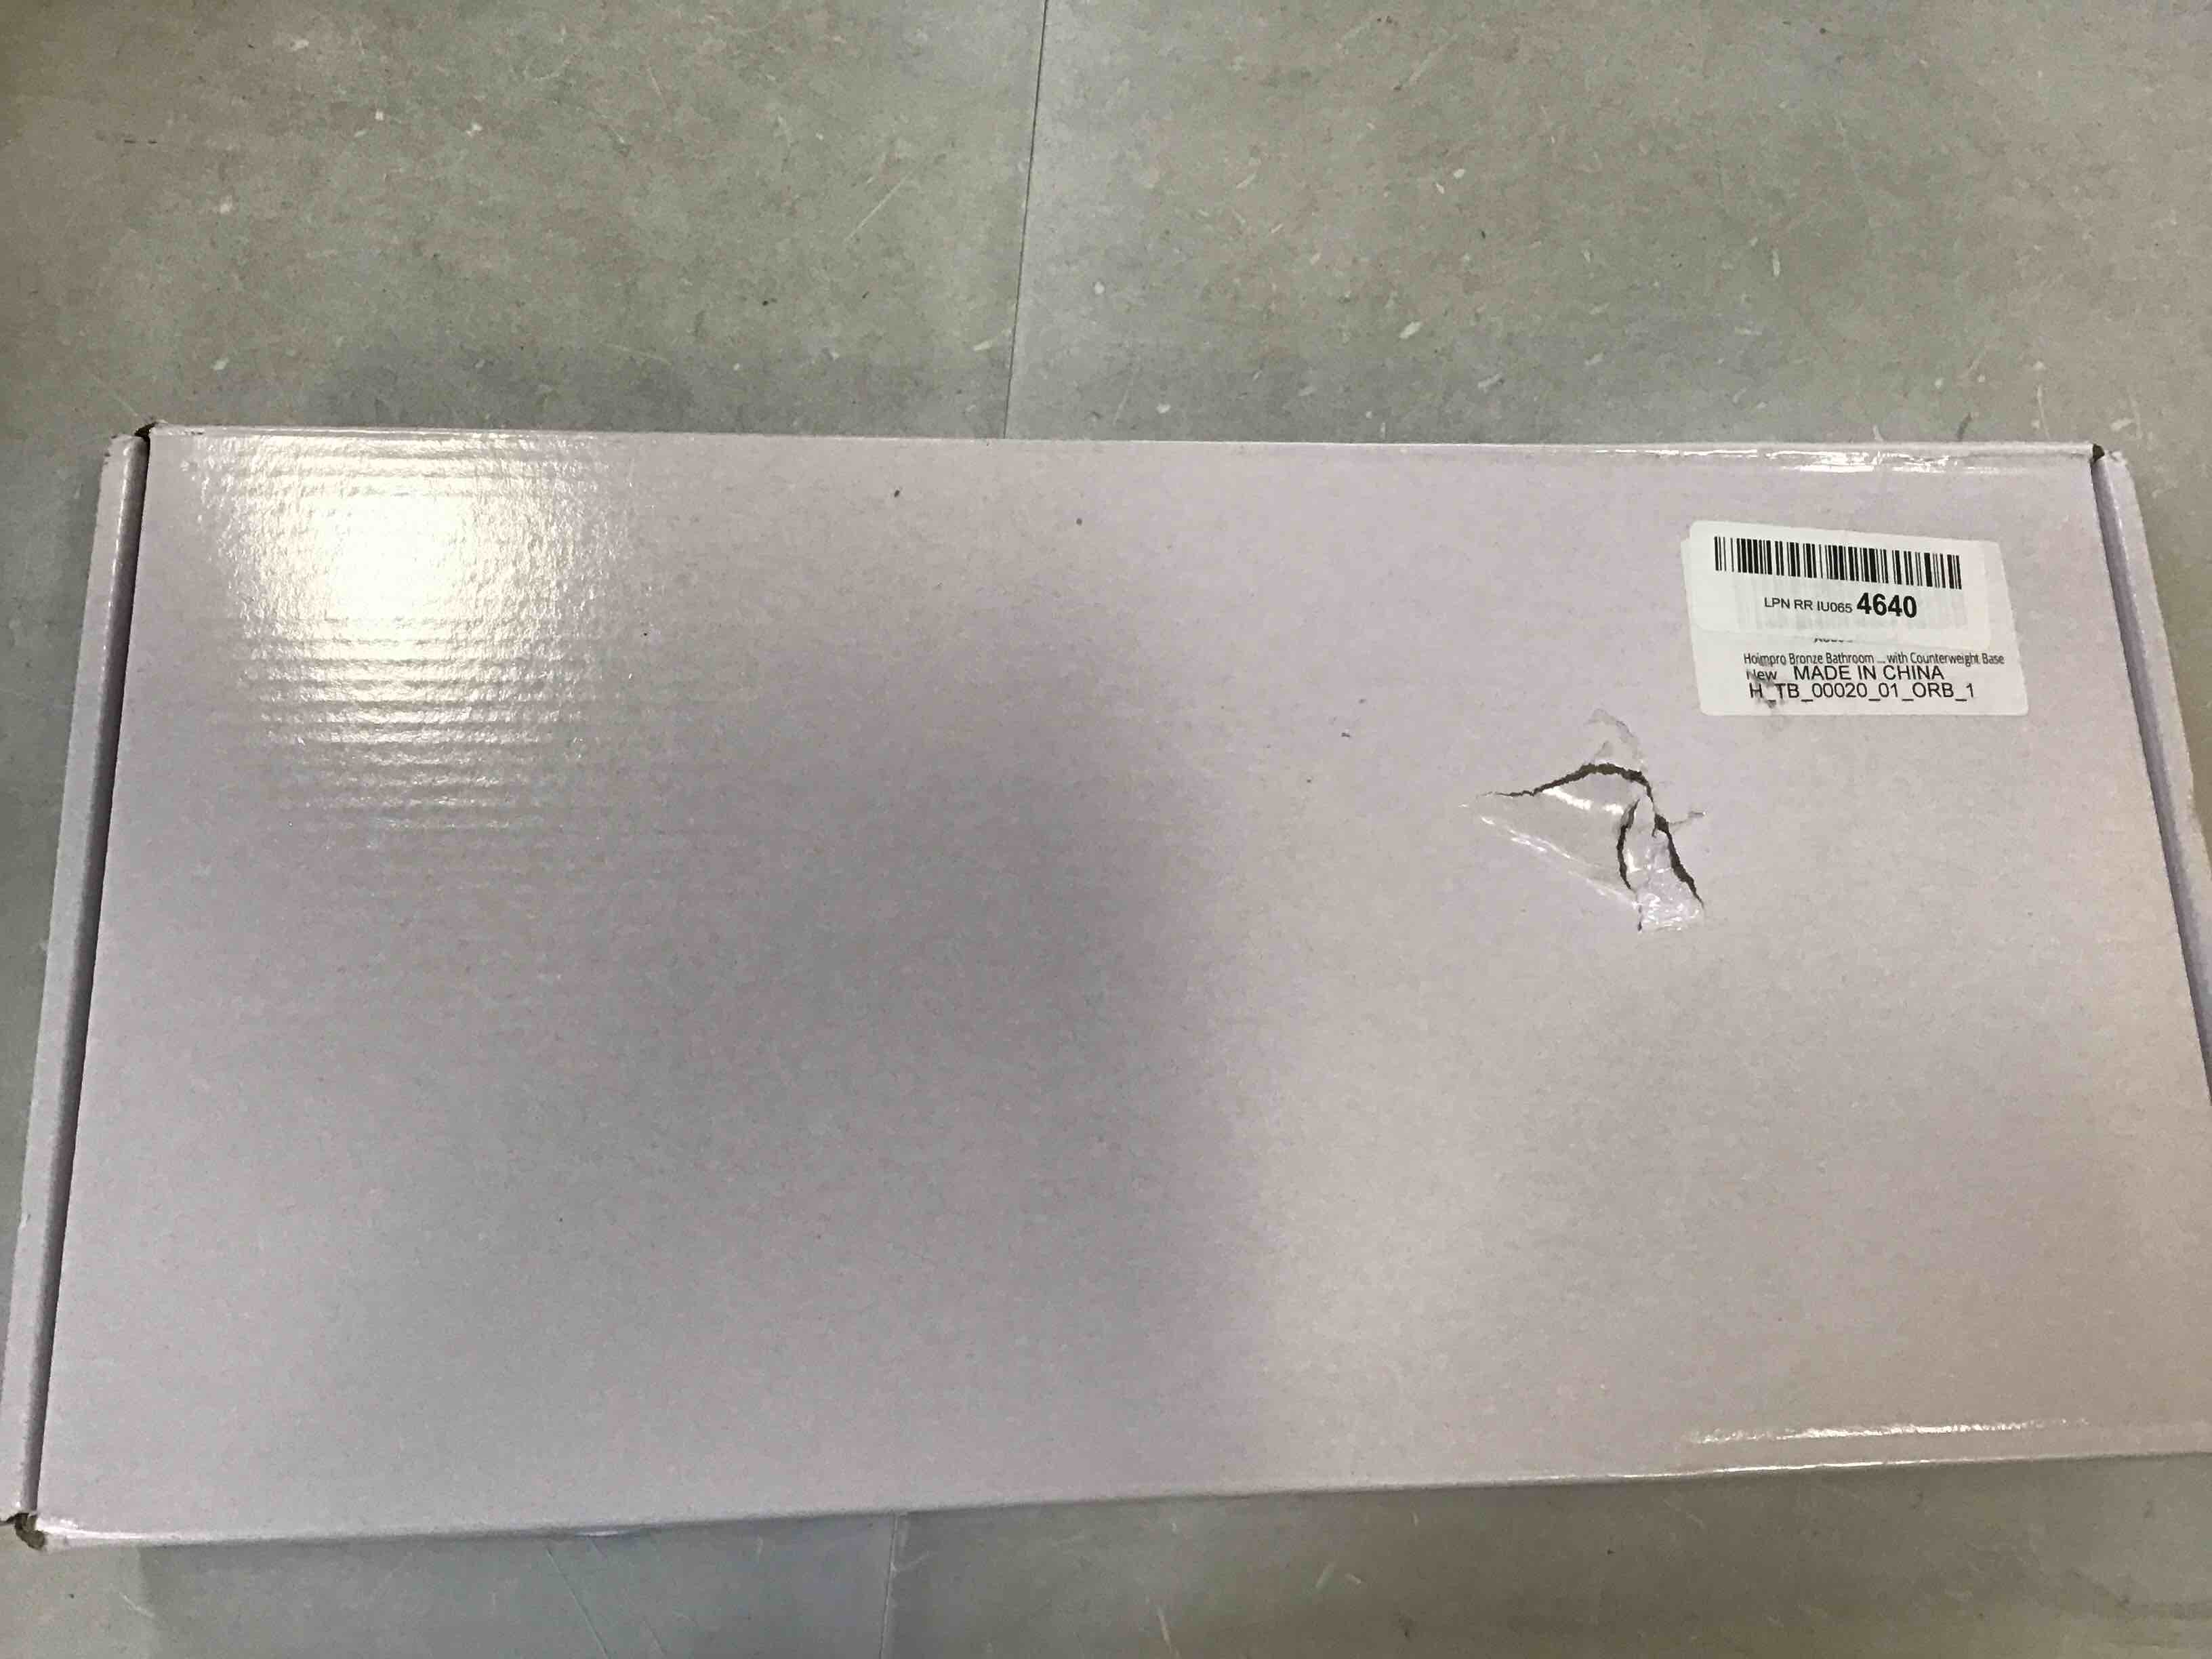 LPN RR IU065 4640
Hoimpro Bronze Bathroom ... with Counterweight Base
New MADE IN CHINA
H_TB_00020_01_ORB_1